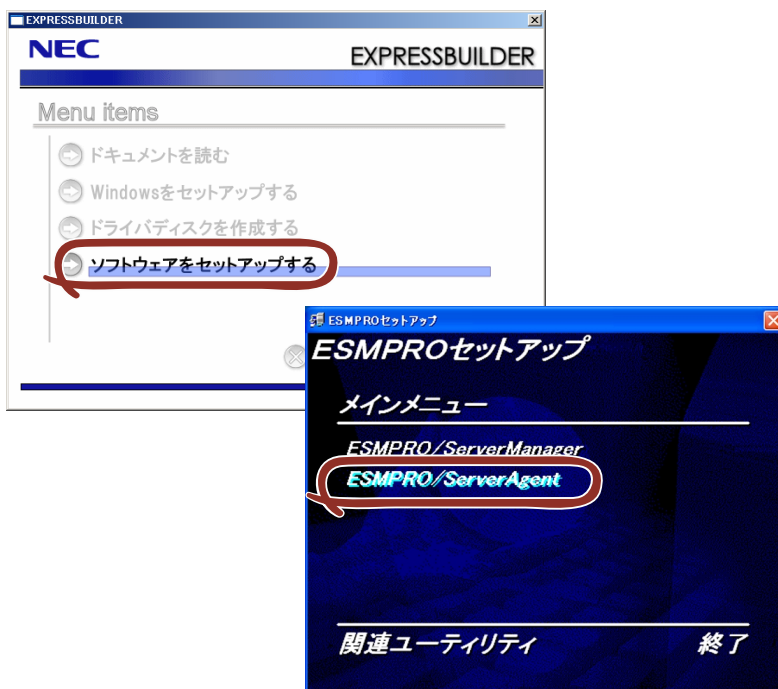 EXPRESSBUILDER
NEC
EXPRESSBUILDER
Menu items
ドキュメントを読む
Windowsをセットアップする
ドライバディスクを作成する
ソフトウェアをセットアップする
ESMPROセットアップ
ESMPROセットアップ
メインメニュー
ESMPRO/ServerManager
ESMPRO/ServerAgent
関連ユーティリティ
終了